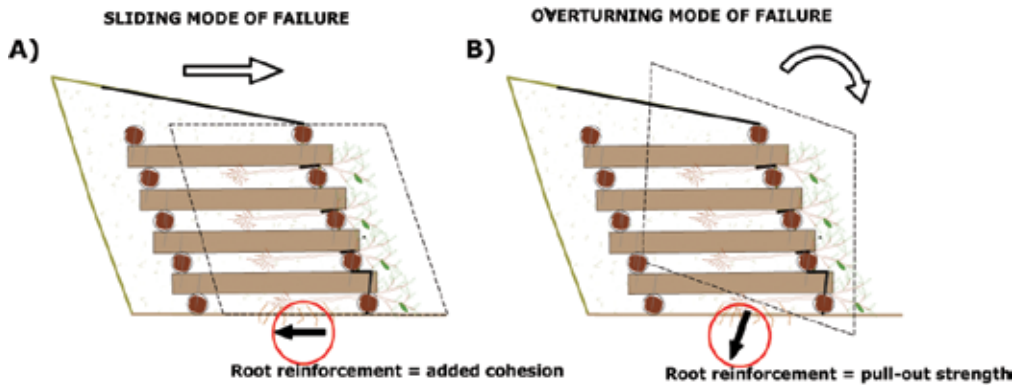 SLIDING MODE OF FAILURE
OVERTURNING MODE OF FAILURE
A)
B)
Root reinforcement = added cohesion
Root reinforcement = pull-out strength